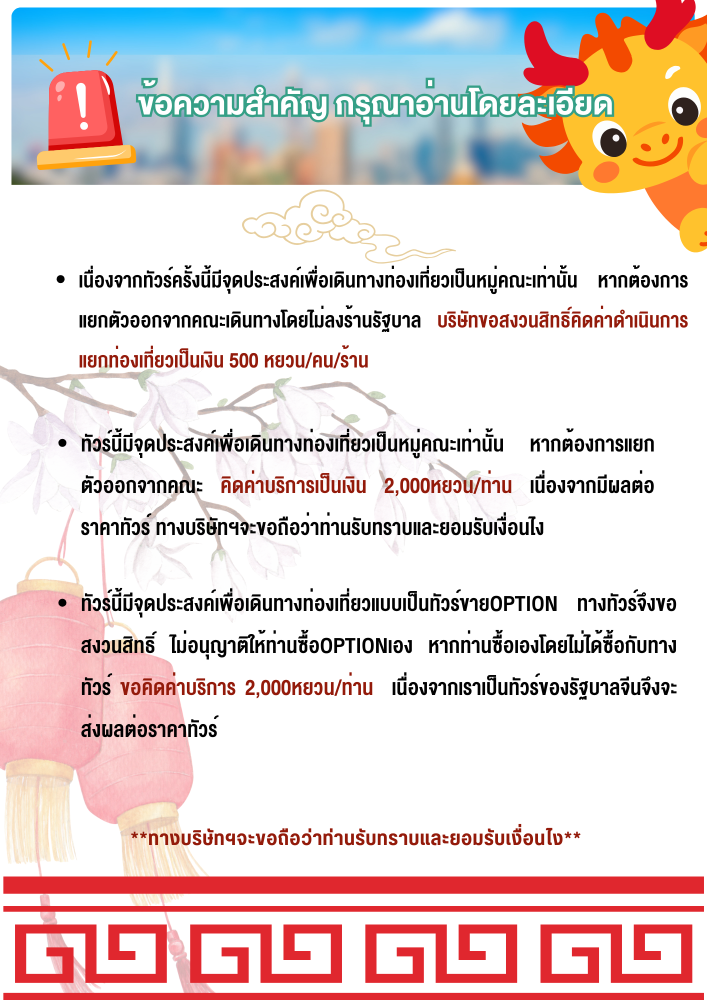 ข้อความสำคัญ กรุณาอ่านโดยละเอียด
• เนื่องจากทัวร์ครั้งนี้มีจุดประสงค์เพื่อเดินทางท่องเที่ยวเป็นหมู่คณะเท่านั้น หากต้องการ
แยกตัวออกจากคณะเดินทางโดยไม่ลงร้านรัฐบาล บริษัทขอสงวนสิทธิ์คิดค่าดำเนินการ
แยกท่องเที่ยวเป็นเงิน 500 หยวน/คน/ร้าน
• ทัวร์นี้มีจุดประสงค์เพื่อเดินทางท่องเที่ยวเป็นหมู่คณะเท่านั้น หากต้องการแยก
ตัวออกจากคณะ คิดค่าบริการเป็นเงิน 2,000หยวน/ท่าน เนื่องจากมีผลต่อ
ราคาทัวร์ ทางบริษัทฯจะขอถือว่าท่านรับทราบและยอมรับเงื่อนไง
• ทัวร์นี้มีจุดประสงค์เพื่อเดินทางท่องเที่ยวแบบเป็นทัวร์ขายOPTION ทางทัวร์จึงขอ
สงวนสิทธิ์ ไม่อนุญาติให้ท่านซื้อOPTIONเอง หากท่านซื้อเองโดยไม่ได้ซื้อกับทาง
ทัวร์ ขอคิดค่าบริการ 2,000หยวน/ท่าน เนื่องจากเราเป็นทัวร์ของรัฐบาลจีนจึงจะ
ส่งผลต่อราคาทัวร์
**ทางบริษัทฯจะขอถือว่าท่านรับทราบและยอมรับเงื่อนไง**